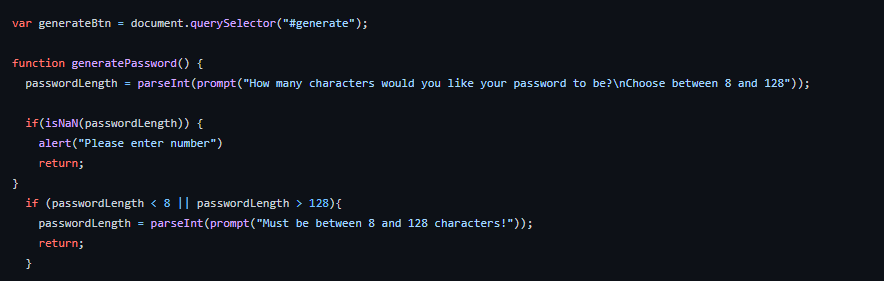 var generateBtn = document.querySelector("#generate");

function generatePassword() {
  passwordLength = parseInt(prompt("How many characters would you like your password to be?\nChoose between 8 and 128"));

  if(isNaN(passwordLength)) {
    alert("Please enter number")
    return;
}
  if (passwordLength < 8 || passwordLength > 128){
    passwordLength = parseInt(prompt("Must be between 8 and 128 characters!"));
    return;
  }